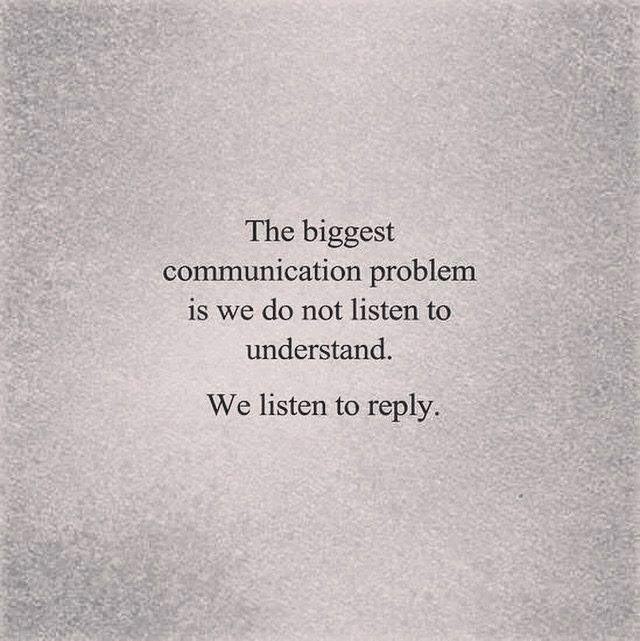 The biggest
communication problem
is we do not listen to
understand.
We listen to reply.